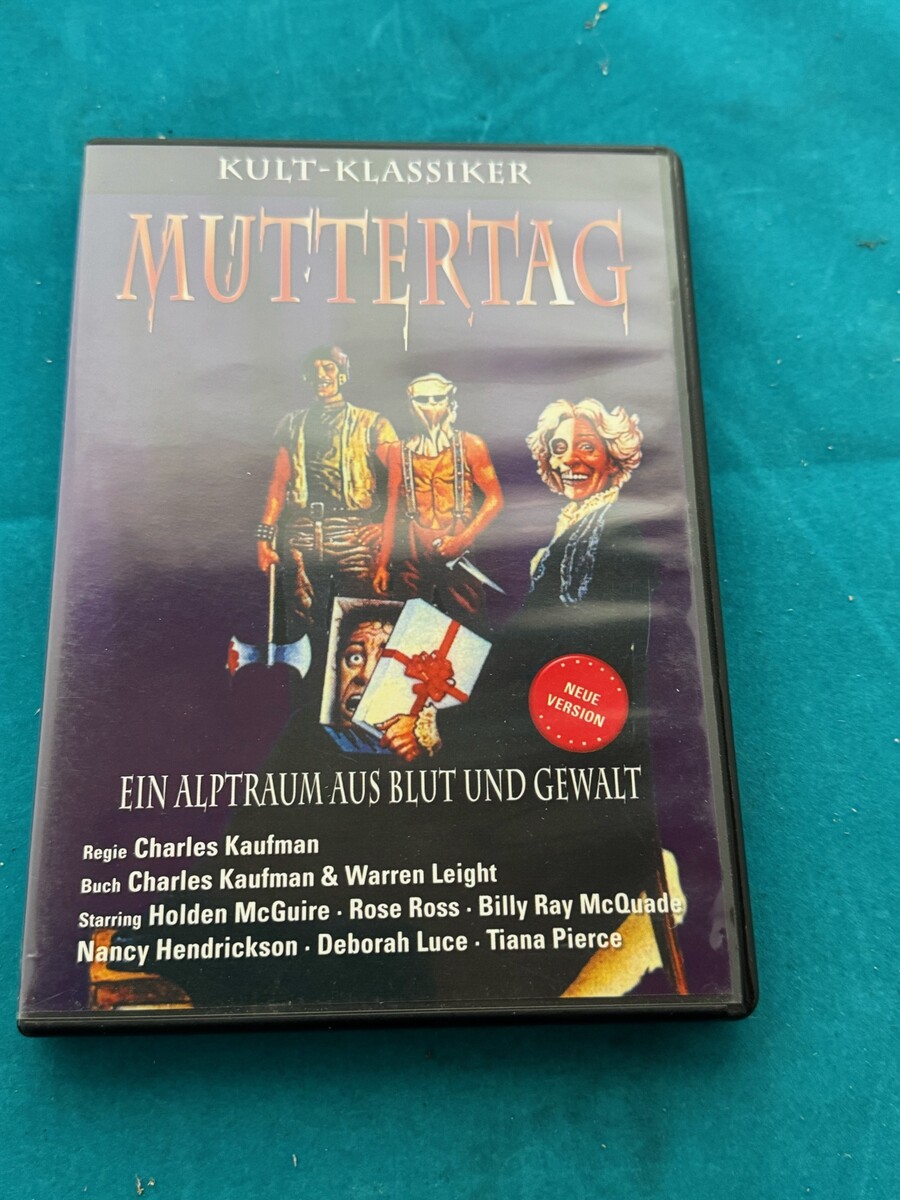 KULT-KLASSIKER
MUTTERTAG
NEUE
VERSION
EIN ALPTRAUM AUS BLUT UND GEWALT
Regie Charles Kaufman
Buch Charles Kaufman & Warren Leight
Starring Holden McGuire · Rose Ross · Billy Ray McQuade
Nancy Hendrickson · Deborah Luce · Tiana Pierce